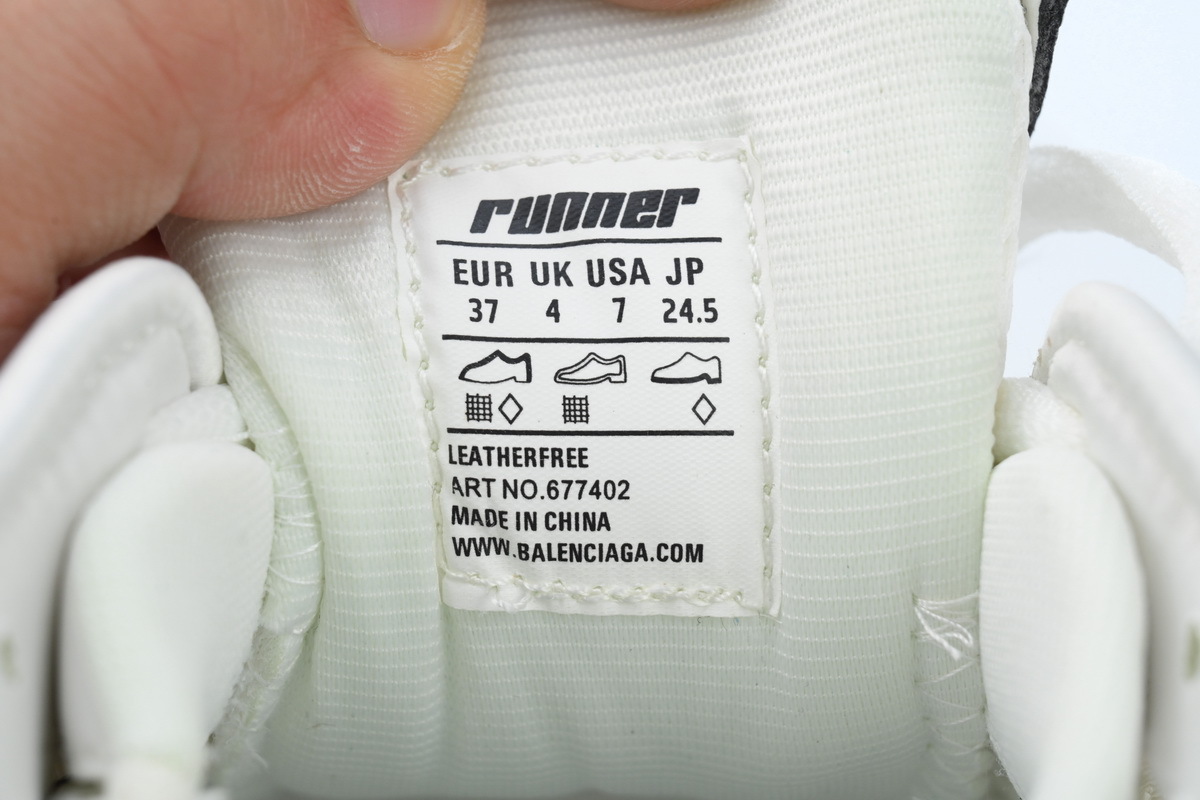 runner
EUR UK USA JP
37 4 7 24.5
LEATHERFREE
ART NO.677402
MADE IN CHINA
WWW.BALENCIAGA.COM